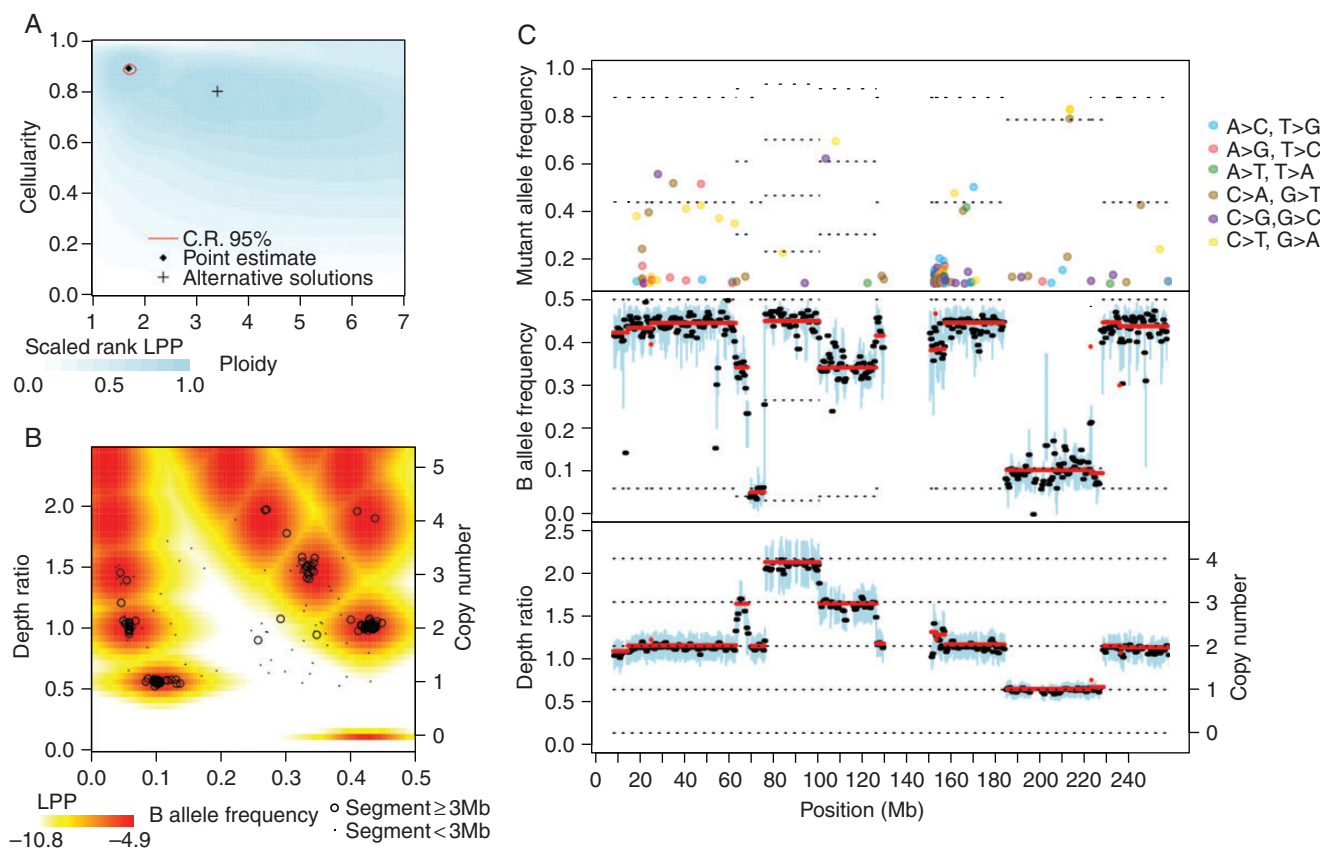 A
1.0
0.8
0.6
0.4
0.2
0.0
Cellularity
C.R. 95%
Point estimate
Alternative solutions
1 2 3 4 5 6 7
Scaled rank LPP
0.0 0.5 1.0
Ploidy
B
2.0
1.5
1.0
0.5
0.0
Depth ratio
5
4
3
2
1
0
Copy number
0.0 0.1 0.2 0.3 0.4 0.5
LPP
−10.8 −4.9
B allele frequency
Segment ≥ 3Mb
Segment < 3Mb
C
1.0
0.8
0.6
0.4
0.2
Mutant allele frequency
A>C, T>G
A>G, T>C
A>T, T>A
C>A, G>T
C>G,G>C
C>T, G>A
0.5
0.4
0.3
0.2
0.1
0.0
B allele frequency
2.5
2.0
1.5
1.0
0.5
0.0
Depth ratio
4
3
2
1
0
Copy number
0 20 40 60 80 100 120 140 160 180 200 220 240
Position (Mb)